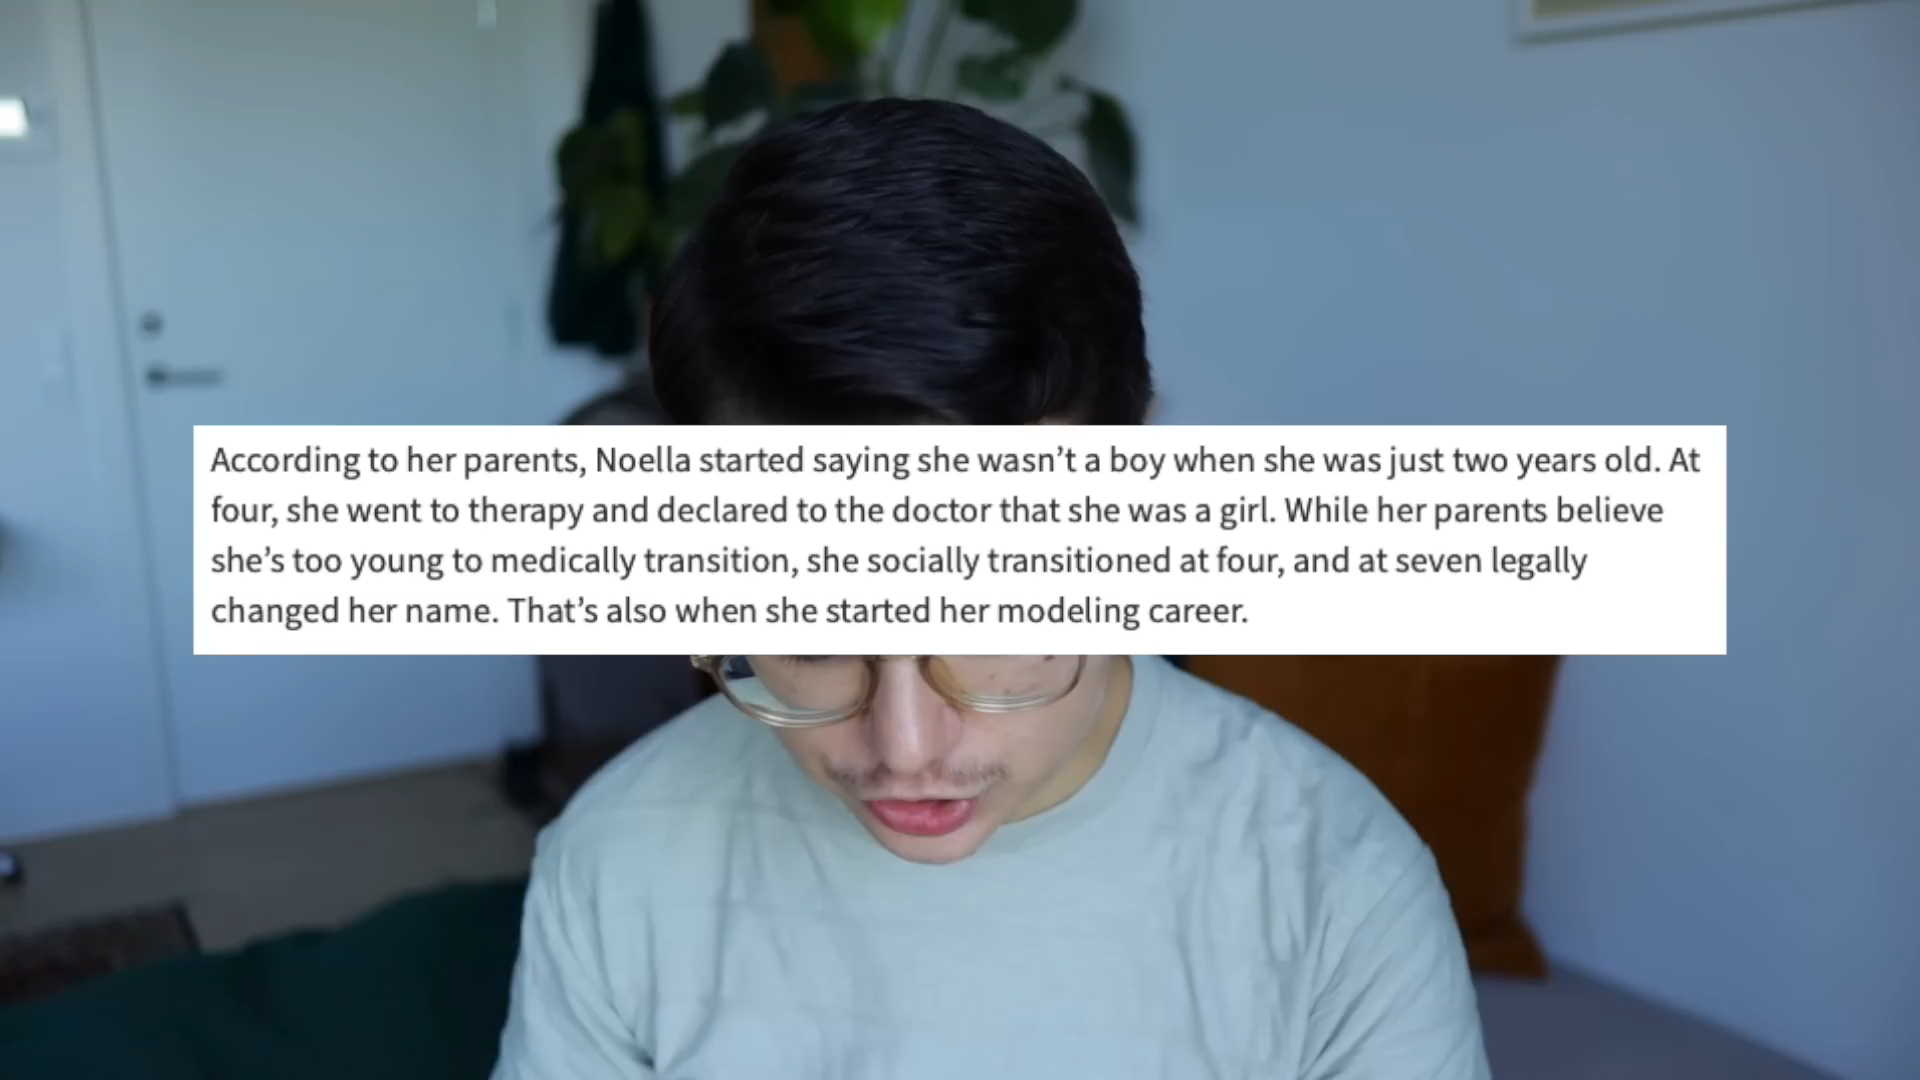 According to her parents, Noella started saying she wasn’t a boy when she was just two years old. At
four, she went to therapy and declared to the doctor that she was a girl. While her parents believe
she’s too young to medically transition, she socially transitioned at four, and at seven legally
changed her name. That’s also when she started her modeling career.